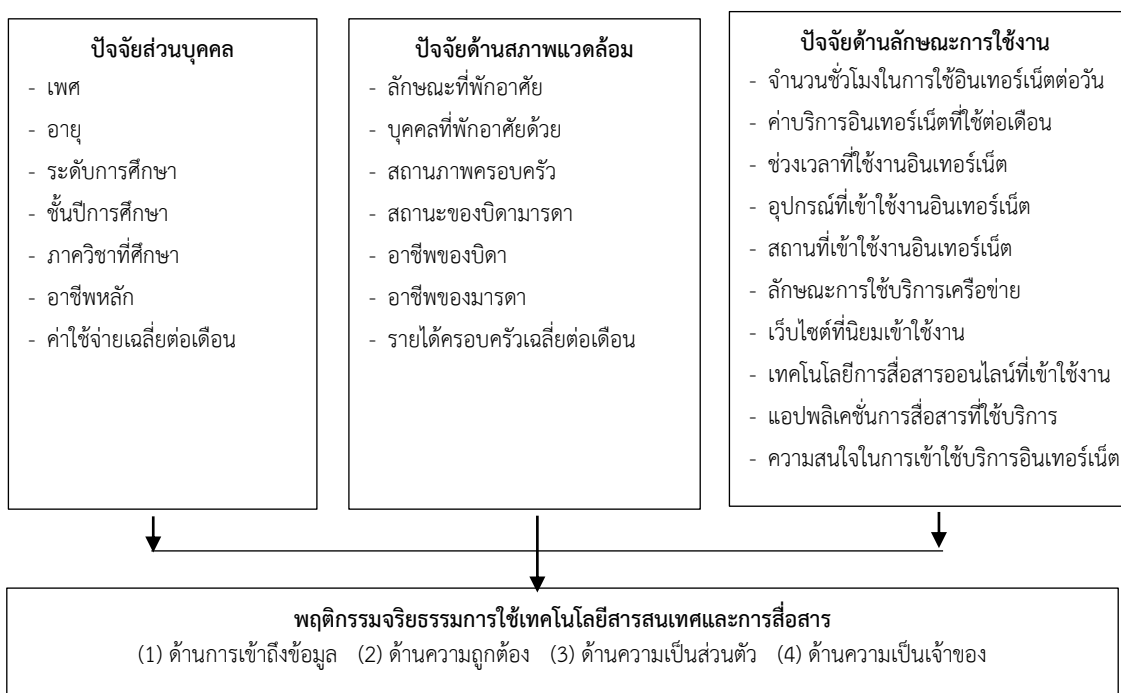 ปัจจัยส่วนบุคคล
- เพศ
- อายุ
- ระดับการศึกษา
- ชั้นปีการศึกษา
- ภาควิชาที่ศึกษา
- อาชีพหลัก
- ค่าใช้จ่ายเฉลี่ยต่อเดือน
ปัจจัยด้านสภาพแวดล้อม
- ลักษณะที่พักอาศัย
- บุคคลที่พักอาศัยด้วย
- สถานภาพครอบครัว
- สถานะของบิดามารดา
- อาชีพของบิดา
- อาชีพของมารดา
- รายได้ครอบครัวเฉลี่ยต่อเดือน
ปัจจัยด้านลักษณะการใช้งาน
- จำนวนชั่วโมงในการใช้อินเทอร์เน็ตต่อวัน
- ค่าบริการอินเทอร์เน็ตที่ใช้ต่อเดือน
- ช่วงเวลาที่ใช้งานอินเทอร์เน็ต
- อุปกรณ์ที่เข้าใช้งานอินเทอร์เน็ต
- สถานที่เข้าใช้งานอินเทอร์เน็ต
- ลักษณะการใช้บริการเครือข่าย
- เว็บไซต์ที่นิยมเข้าใช้งาน
- เทคโนโลยีการสื่อสารออนไลน์ที่เข้าใช้งาน
- แอปพลิเคชั่นการสื่อสารที่ใช้บริการ
- ความสนใจในการเข้าใช้บริการอินเทอร์เน็ต
พฤติกรรมจริยธรรมการใช้เทคโนโลยีสารสนเทศและการสื่อสาร
(1) ด้านการเข้าถึงข้อมูล (2) ด้านความถูกต้อง (3) ด้านความเป็นส่วนตัว (4) ด้านความเป็นเจ้าของ